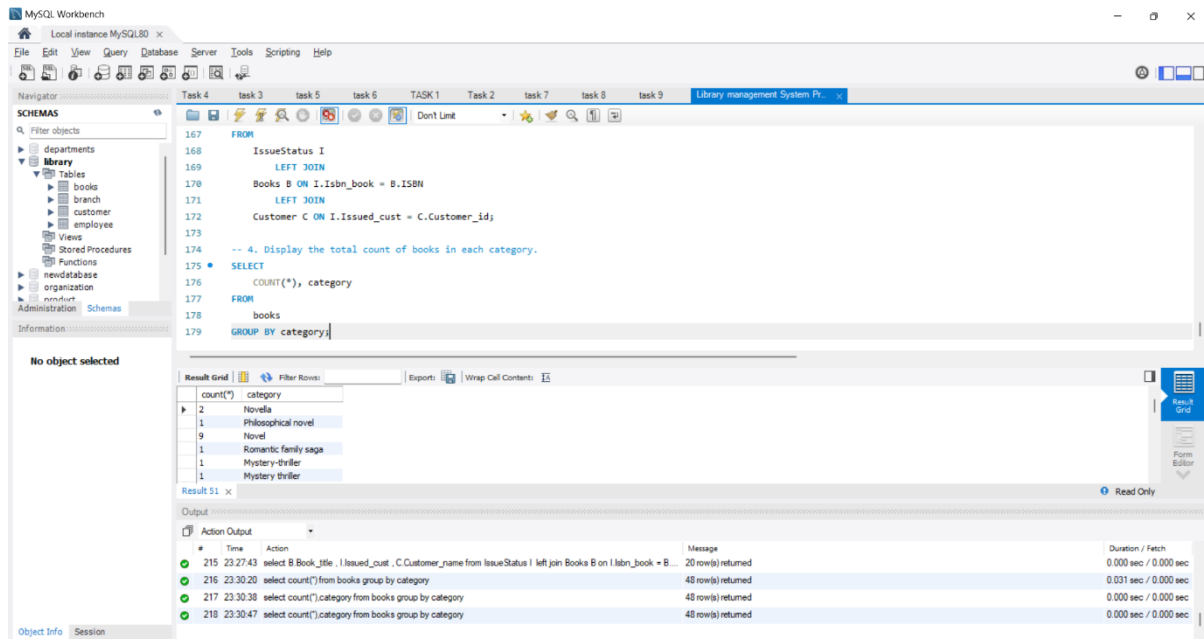 MySQL Workbench
Local instance MySQL80 ×
File Edit View Query Database Server Tools Scripting Help
Navigator
Task 4 task 3 task 5 task 6 TASK 1 Task 2 task 7 task 8 task 9 Library management System Pr... ×
SCHEMAS
Filter objects
departments
library
Tables
books
branch
customer
employee
Views
Stored Procedures
Functions
newdatabase
organization
product
Administration Schemas
Information
No object selected
Object Info Session
Don't Limit
167 FROM
168 IssueStatus I
169 LEFT JOIN
170 Books B ON I.Isbn_book = B.ISBN
171 LEFT JOIN
172 Customer C ON I.Issued_cust = C.Customer_id;
173
174 -- 4. Display the total count of books in each category.
175 SELECT
176 COUNT(*), category
177 FROM
178 books
179 GROUP BY category;
Result Grid Filter Rows: Export: Wrap Cell Content: IA
count(*) category
2 Novella
1 Philosophical novel
9 Novel
1 Romantic family saga
1 Mystery-thriller
1 Mystery thriller
Result Grid
Form Editor
Result 51 × Read Only
Output
Action Output
# Time Action Message Duration / Fetch
215 23:27:43 select B.Book_title , I.Issued_cust , C.Customer_name from IssueStatus I left join Books B on I.Isbn_book = B.... 20 row(s) returned 0.000 sec / 0.000 sec
216 23:30:20 select count(*) from books group by category 48 row(s) returned 0.031 sec / 0.000 sec
217 23:30:38 select count(*),category from books group by category 48 row(s) returned 0.000 sec / 0.000 sec
218 23:30:47 select count(*),category from books group by category 48 row(s) returned 0.000 sec / 0.000 sec